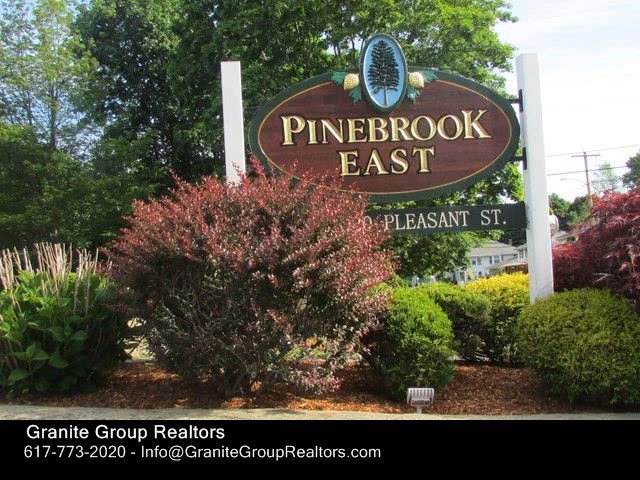 PINEBROOK
EAST
PLEASANT ST.
Granite Group Realtors
617-773-2020 - Info@GraniteGroupRealtors.com